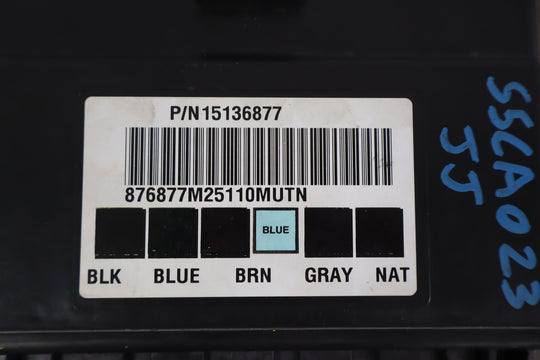 P/N15136877
876877M25110MUTN
BLUE
BLK BLUE BRN GRAY NAT
SSCA023
JJ